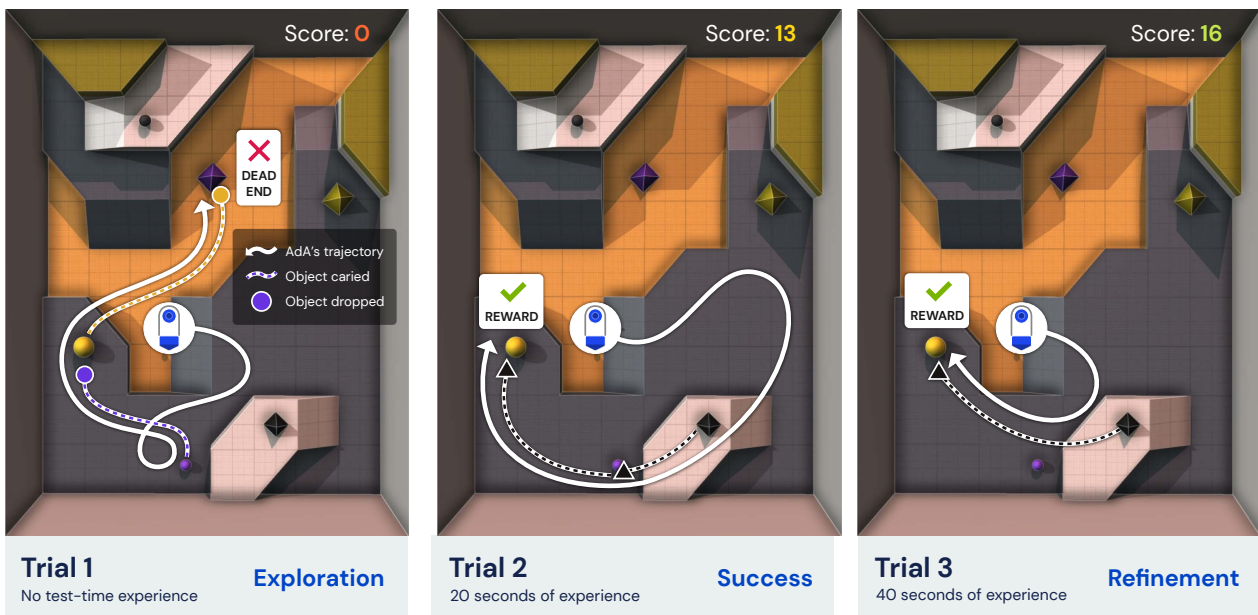 Score: 0
DEAD
END
AdA's trajectory
Object caried
Object dropped
Trial 1
No test-time experience
Exploration
Score: 13
REWARD
Trial 2
20 seconds of experience
Success
Score: 16
REWARD
Trial 3
40 seconds of experience
Refinement